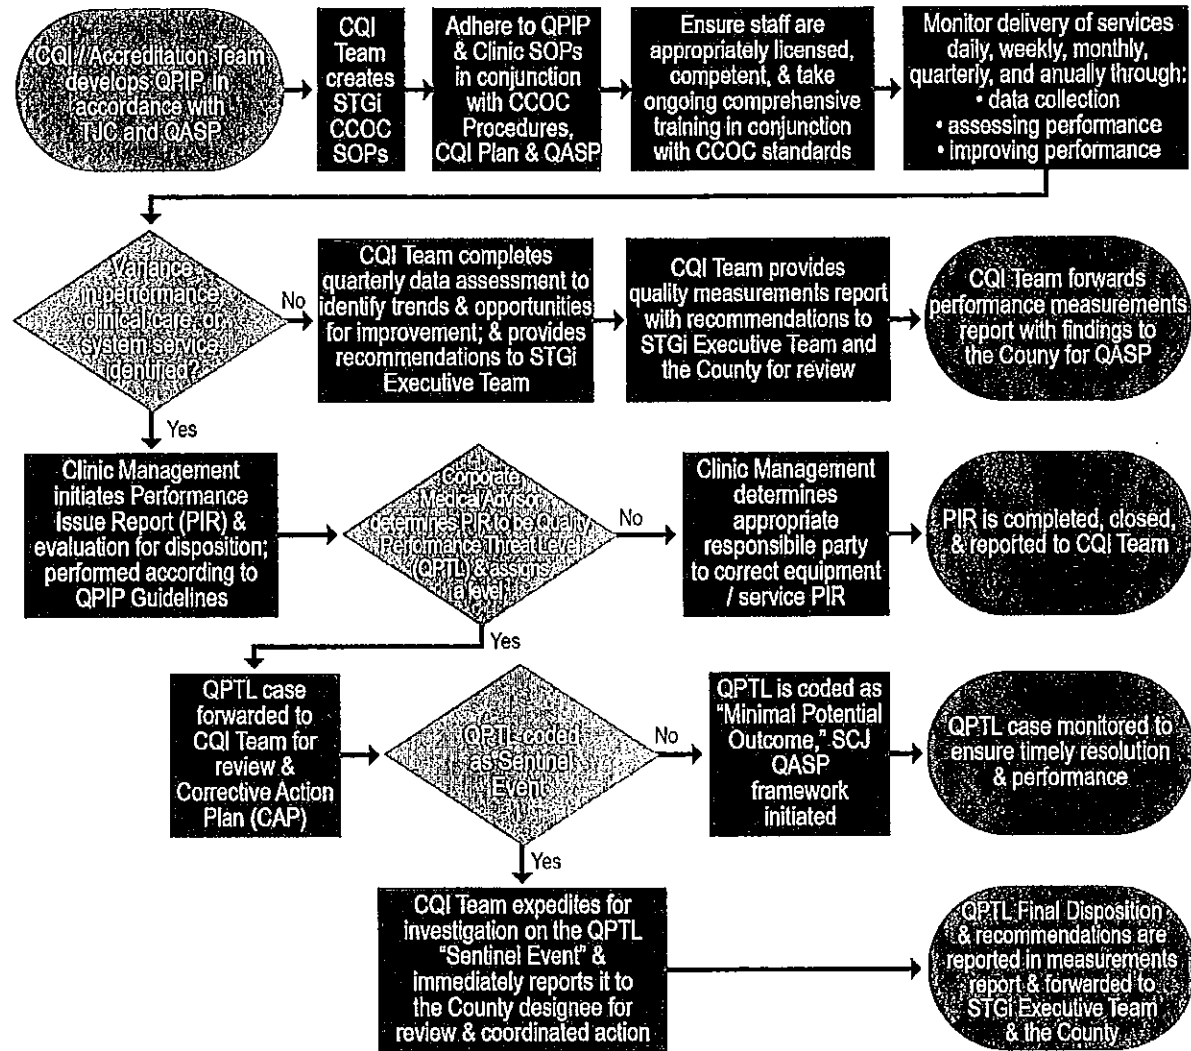 CQI / Accreditation Team
develops QPIP. In
accordance with
TJC and QASP
CQI
Team
creates
STGi
CCOC
SOPs
Adhere to QPIP
& Clinic SOPs
in conjunction
with CCOC
Procedures,
CQI Plan & QASP
Ensure staff are
appropriately licensed,
competent, & take
ongoing comprehensive
training in conjunction
with CCOC standards
Monitor delivery of services
daily, weekly, monthly,
quarterly, and anually through:
• data collection
• assessing performance
• improving performance
Variance
in performance,
clinical care, or
system service
identified?
No
CQI Team completes
quarterly data assessment to
identify trends & opportunities
for improvement; & provides
recommendations to STGi
Executive Team
CQI Team provides
quality measurements report
with recommendations to
STGi Executive Team and
the County for review
CQI Team forwards
performance measurements
report with findings to
the Couny for QASP
Yes
Clinic Management
initiates Performance
Issue Report (PIR) &
evaluation for disposition;
performed according to
QPIP Guidelines
Corporate
Medical Advisor
determines PIR to be Quality
Performance Threat Level
(QPTL) & assigns
a level
No
Clinic Management
determines
appropriate
responsibile party
to correct equipment
/ service PIR
PIR is completed, closed,
& reported to CQI Team
Yes
QPTL case
forwarded to
CQI Team for
review &
Corrective Action
Plan (CAP)
QPTL coded
as Sentinel
Event
No
QPTL is coded as
"Minimal Potential
Outcome," SCJ
QASP
framework
initiated
QPTL case monitored to
ensure timely resolution
& performance
Yes
CQI Team expedites for
investigation on the QPTL
"Sentinel Event" &
immediately reports it to
the County designee for
review & coordinated action
QPTL Final Disposition
& recommendations are
reported in measurements
report & forwarded to
STGi Executive Team
& the County